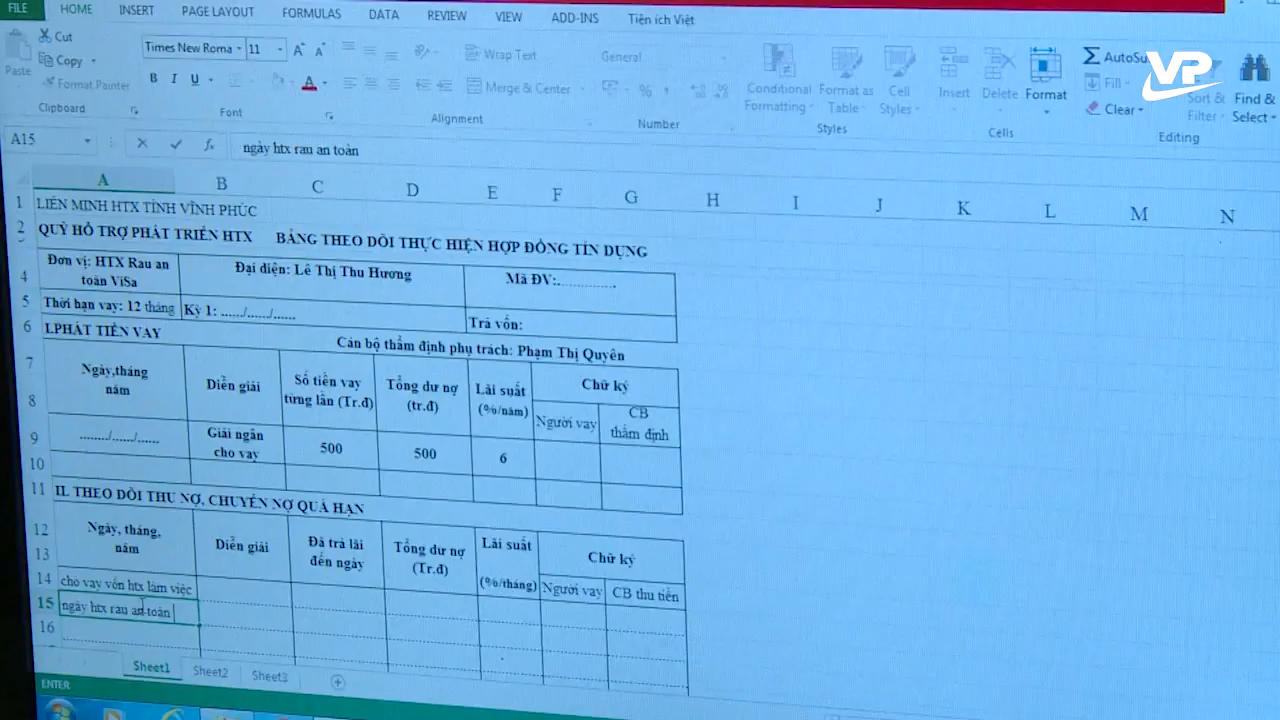 FILE HOME INSERT PAGE LAYOUT FORMULAS DATA REVIEW VIEW ADD-INS Tiện ích Việt
VP
Cut
Copy
Format Painter
Paste
Clipboard
Times New Roma 11
B I U
Font
Wrap Text
Merge & Center
Alignment
General
%
Number
Conditional Formatting
Format as Table
Cell Styles
Styles
Insert Delete Format
Cells
AutoSu
Fill
Clear
Sort & Filter
Find & Select
Editing
A15 fx ngày htx rau an toàn
A B C D E F G H I J K L M N
1 LIÊN MINH HTX TỈNH VĨNH PHÚC
2 QUỸ HỖ TRỢ PHÁT TRIỂN HTX BẢNG THEO DÕI THỰC HIỆN HỢP ĐỒNG TÍN DỤNG
4 Đơn vị: HTX Rau an toàn ViSa Đại diện: Lê Thị Thu Hương Mã ĐV:...............
5 Thời hạn vay: 12 tháng Kỳ 1: ....../....../...... Trả vốn:
6 I.PHÁT TIỀN VAY Cán bộ thẩm định phụ trách: Phạm Thị Quyên
7 Ngày,tháng năm Diễn giải Số tiền vay từng lần (Tr.đ) Tổng dư nợ (tr.đ) Lãi suất (%/năm) Chữ ký
8 Người vay CB thẩm định
9 ......../....../...... Giải ngân cho vay 500 500 6
10
11 II. THEO DÕI THU NỢ, CHUYỂN NỢ QUÁ HẠN
12 Ngày, tháng, năm Diễn giải Đã trả lãi đến ngày Tổng dư nợ (Tr.đ) Lãi suất (%/tháng) Chữ ký
13 Người vay CB thu tiền
14 cho vay vốn htx làm việc
15 ngày htx rau an toàn
16
Sheet1 Sheet2 Sheet3
ENTER